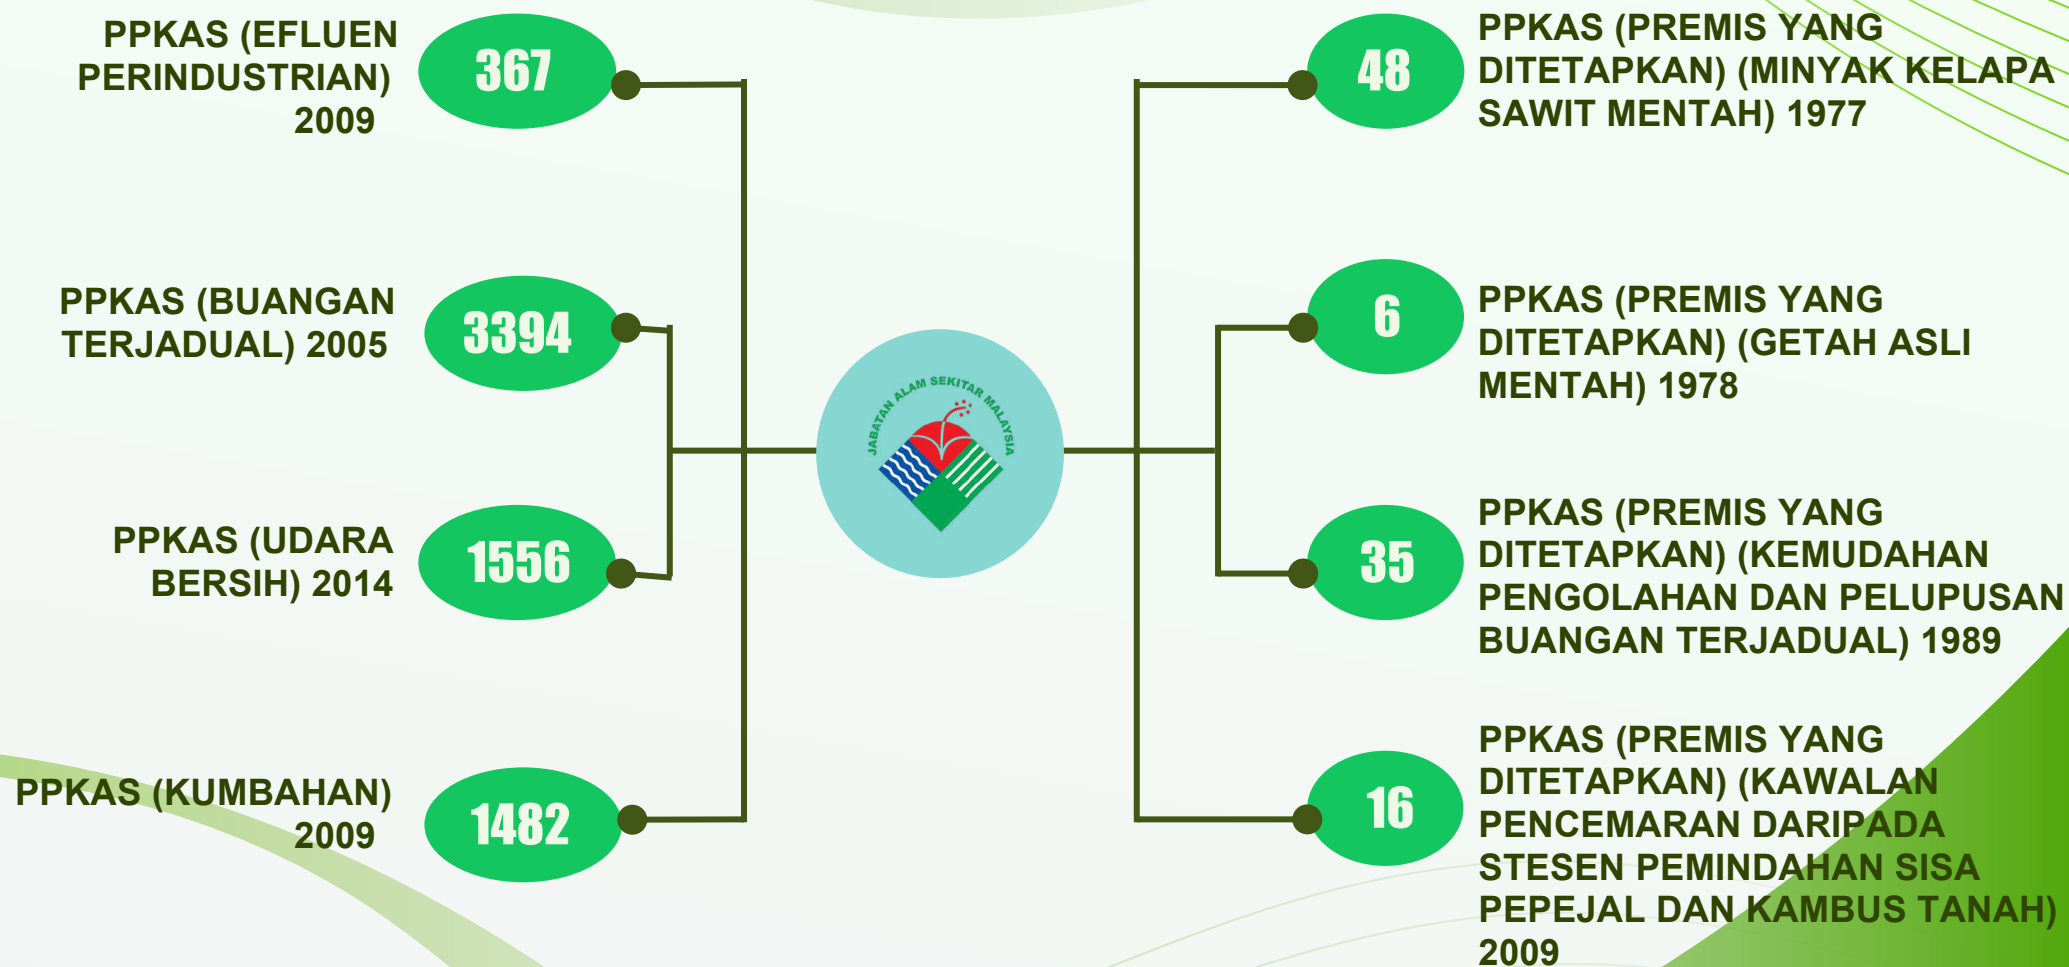 PPKAS (EFLUEN
PERINDUSTRIAN)
2009
367
PPKAS (BUANGAN
TERJADUAL) 2005
3394
PPKAS (UDARA
BERSIH) 2014
1556
PPKAS (KUMBAHAN)
2009
1482
JABATAN ALAM SEKITAR MALAYSIA
48
PPKAS (PREMIS YANG
DITETAPKAN) (MINYAK KELAPA
SAWIT MENTAH) 1977
6
PPKAS (PREMIS YANG
DITETAPKAN) (GETAH ASLI
MENTAH) 1978
35
PPKAS (PREMIS YANG
DITETAPKAN) (KEMUDAHAN
PENGOLAHAN DAN PELUPUSAN
BUANGAN TERJADUAL) 1989
16
PPKAS (PREMIS YANG
DITETAPKAN) (KAWALAN
PENCEMARAN DARIPADA
STESEN PEMINDAHAN SISA
PEPEJAL DAN KAMBUS TANAH)
2009